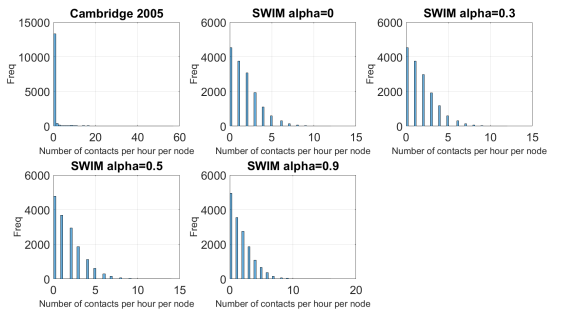 Cambridge 2005
15000
10000
5000
0
Freq
0 20 40 60
Number of contacts per hour per node
SWIM alpha=0
6000
4000
2000
0
Freq
0 5 10 15
Number of contacts per hour per node
SWIM alpha=0.3
6000
4000
2000
0
Freq
0 5 10 15
Number of contacts per hour per node
SWIM alpha=0.5
6000
4000
2000
0
Freq
0 5 10 15
Number of contacts per hour per node
SWIM alpha=0.9
6000
4000
2000
0
Freq
0 10 20
Number of contacts per hour per node